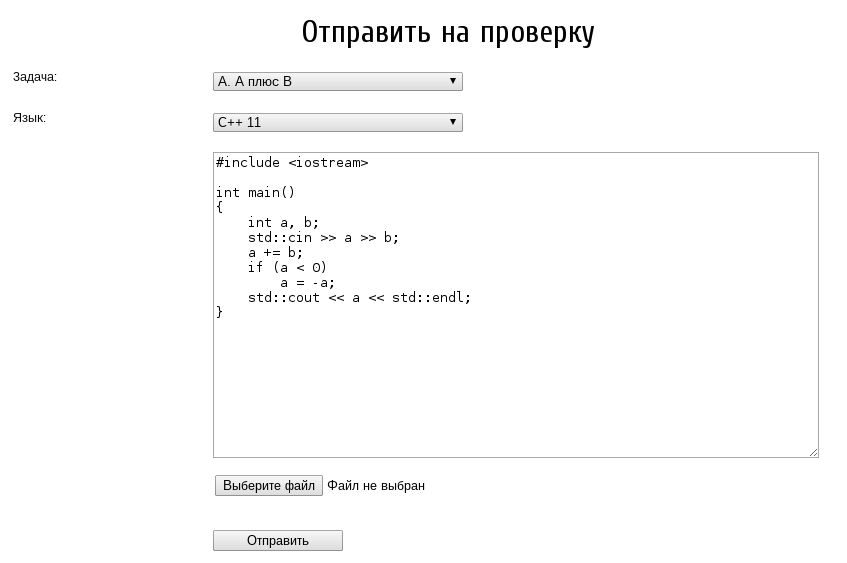 Отправить на проверку
Задача:
А. А плюс В
Язык:
C++ 11
#include <iostream>
int main()
{
    int a, b;
    std::cin >> a >> b;
    a += b;
    if (a < 0)
        a = -a;
    std::cout << a << std::endl;
}
Выберите файл Файл не выбран
Отправить